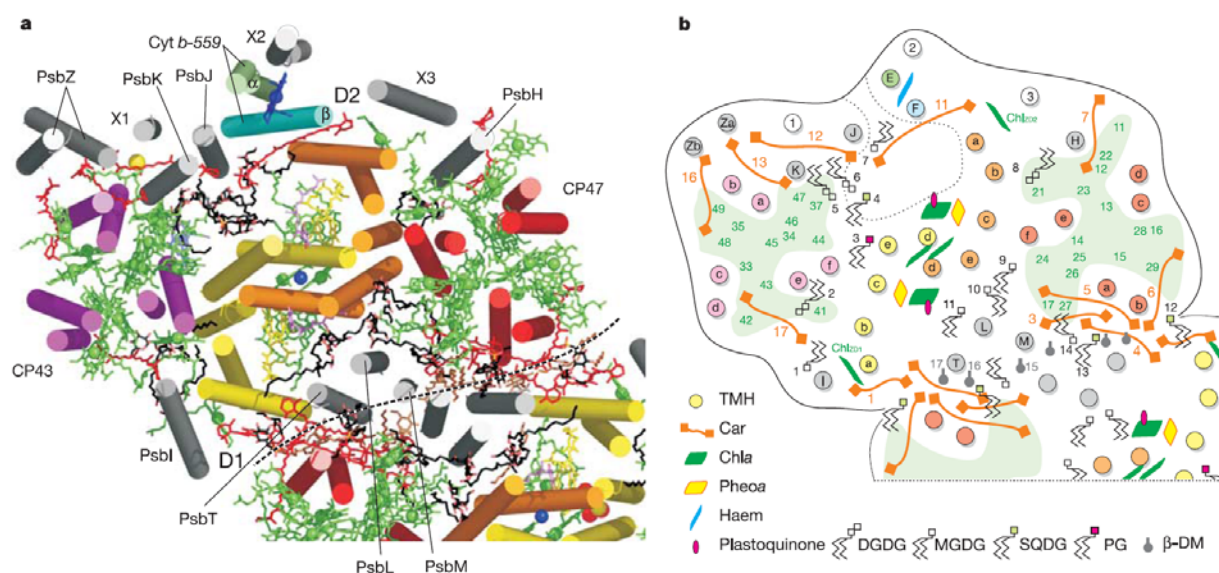 a
X2
Cyt b-559
α
X3
PsbJ
D2
PsbK
PsbH
PsbZ
X1
β
CP47
CP43
PsbI
D1
PsbT
PsbL
PsbM
b
2
E
F
11
3
Chl
1
12
J
7
a
H
7
11
Za
Zb
13
K
6
5
4
b
8
22
12
21
23
d
c
16
b
a
47
37
49
35
46
34
48
45
44
3
e
d
c
f
e
13
28
16
14
24
25
15
26
29
33
43
c
d
e
f
2
41
42
c
d
e
9
10
11
17
27
5
a
b
6
12
3
4
17
b
L
M
14
13
15
1
I
Chl
a
1
17
T
16
TMH
Car
Chla
Pheoa
Haem
Plastoquinone
DGDG
MGDG
SQDG
PG
β-DM